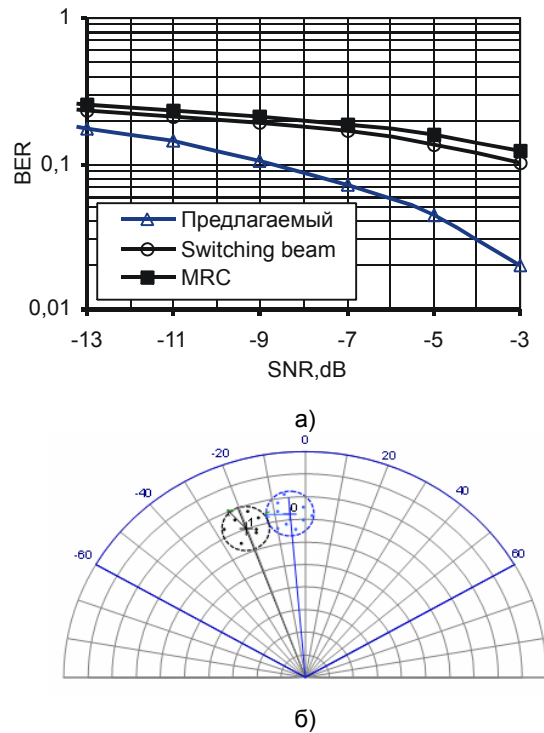 1
BER
0,1
Предлагаемый
Switching beam
MRC
0,01
-13 -11 -9 -7 -5 -3
SNR,dB
а)
0
-20 20
-40 40
-60 60
1 0
б)